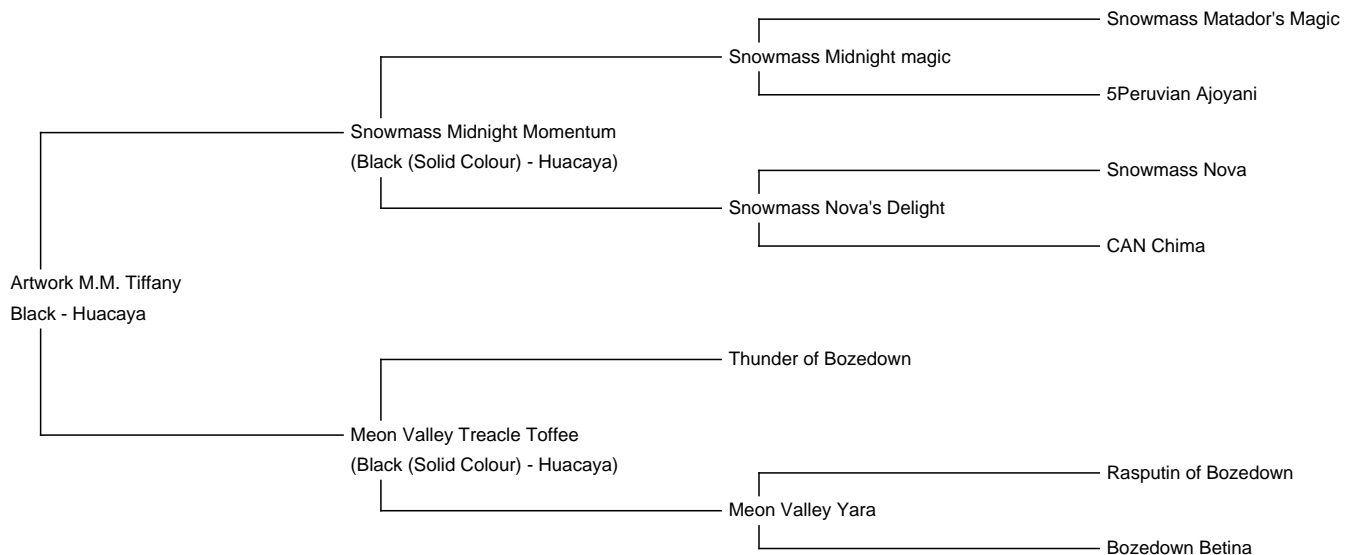 Snowmass Matador's Magic
Snowmass Midnight magic
5Peruvian Ajoyani
Snowmass Midnight Momentum
(Black (Solid Colour) - Huacaya)
Snowmass Nova
Snowmass Nova's Delight
CAN Chima
Artwork M.M. Tiffany
Black - Huacaya
Thunder of Bozedown
Meon Valley Treacle Toffee
(Black (Solid Colour) - Huacaya)
Rasputin of Bozedown
Meon Valley Yara
Bozedown Betina